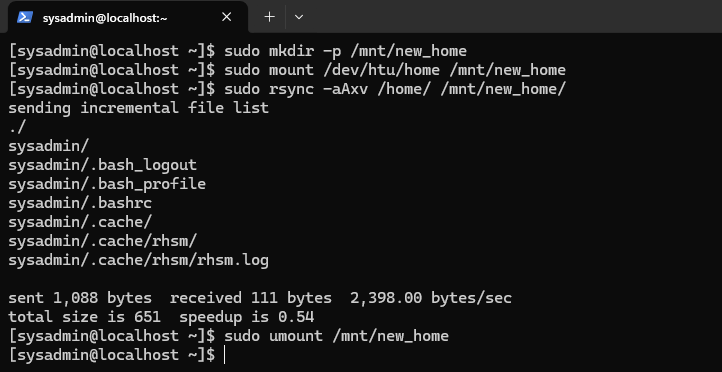 sysadmin@localhost:~
[sysadmin@localhost ~]$ sudo mkdir -p /mnt/new_home
[sysadmin@localhost ~]$ sudo mount /dev/htu/home /mnt/new_home
[sysadmin@localhost ~]$ sudo rsync -aAxv /home/ /mnt/new_home/
sending incremental file list
./
sysadmin/
sysadmin/.bash_logout
sysadmin/.bash_profile
sysadmin/.bashrc
sysadmin/.cache/
sysadmin/.cache/rhsm/
sysadmin/.cache/rhsm/rhsm.log
sent 1,088 bytes  received 111 bytes  2,398.00 bytes/sec
total size is 651  speedup is 0.54
[sysadmin@localhost ~]$ sudo umount /mnt/new_home
[sysadmin@localhost ~]$